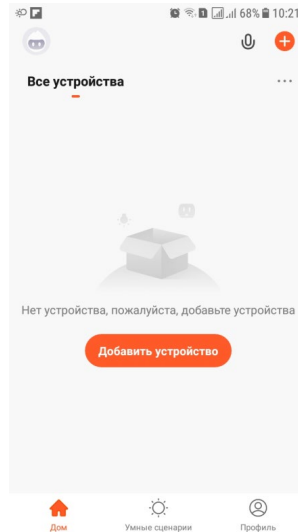 68% 10:21
Все устройства
Нет устройства, пожалуйста, добавьте устройства
Добавить устройство
Дом Умные сценарии Профиль